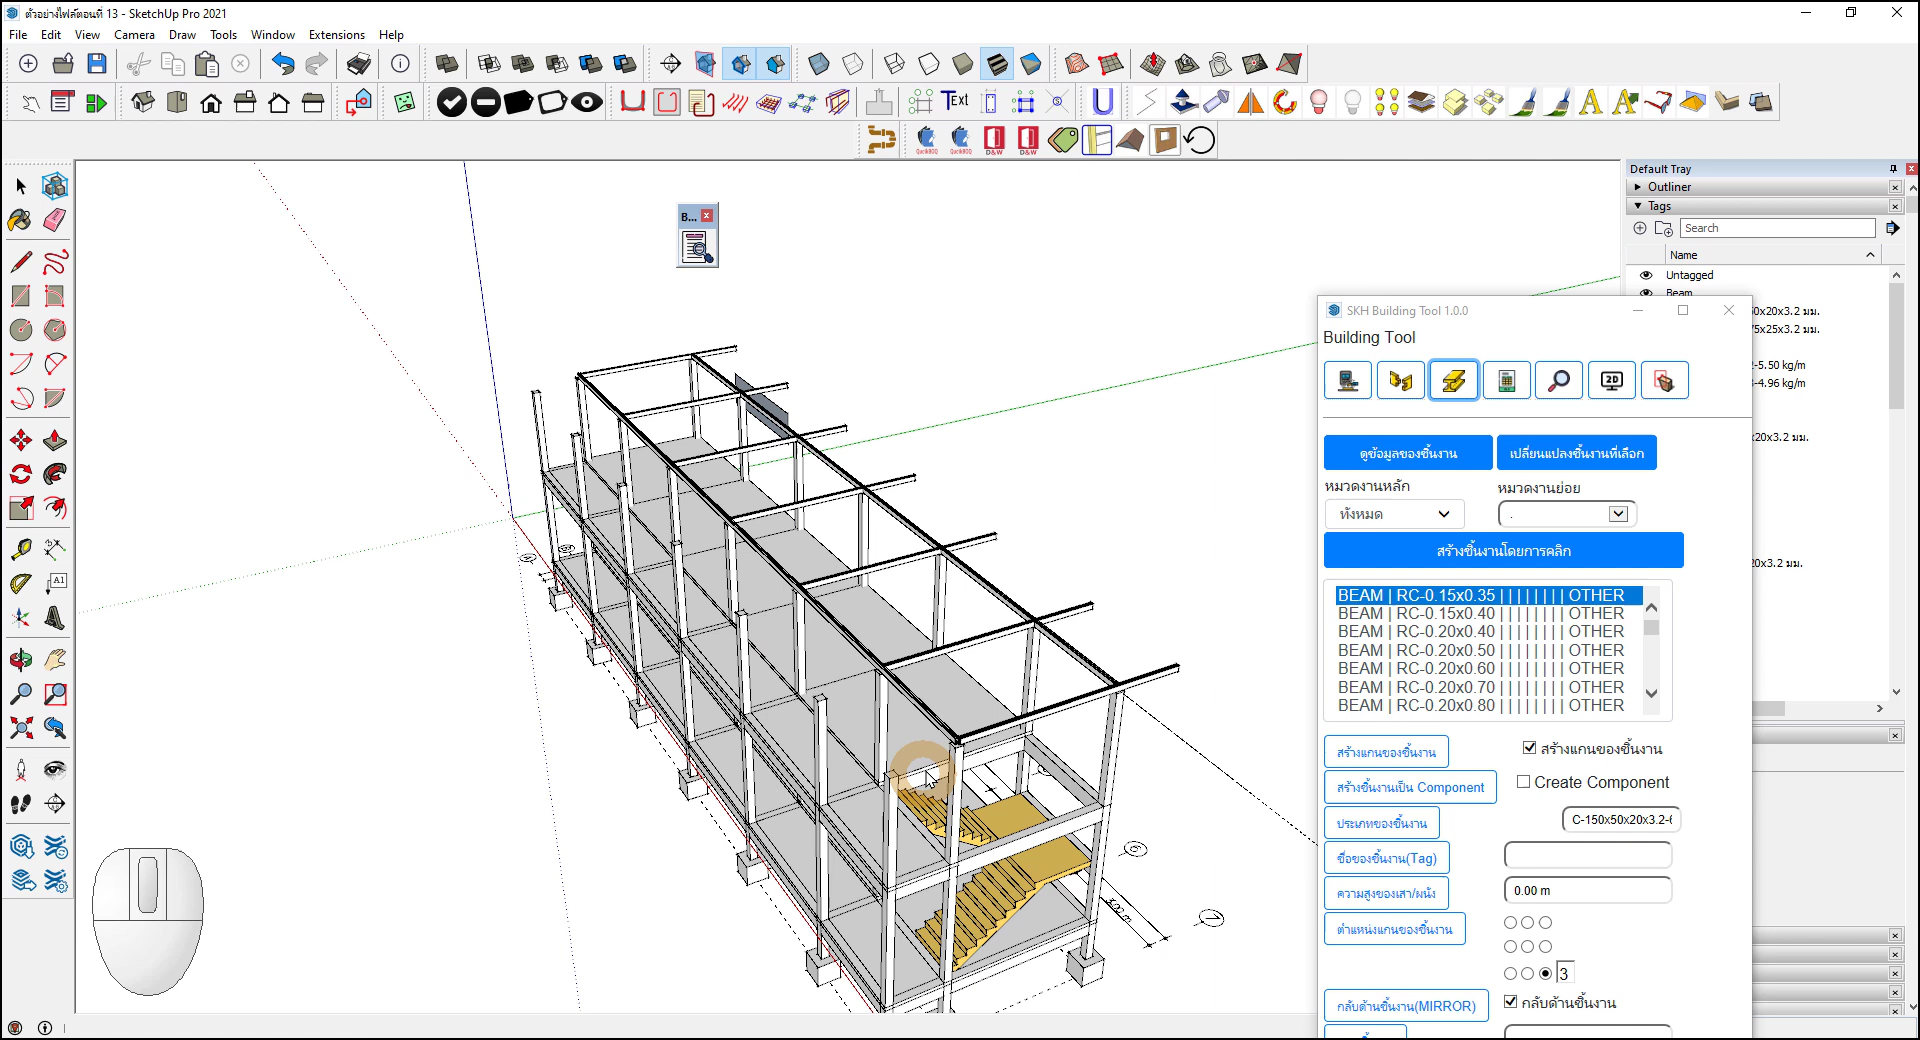 ตัวอย่างไฟล์ตอนที่ 13 - SketchUp Pro 2021
File Edit View Camera Draw Tools Window Extensions Help
Text
QuickBOQ QuickBOQ D&W D&W
Default Tray
Outliner
Tags
Search
Name
Untagged
Beam
B...
SKH Building Tool 1.0.0
Building Tool
2D
0x20x3.2 มม.
75x25x3.2 มม.
-5.50 kg/m
-4.96 kg/m
x20x3.2 มม.
20x3.2 มม.
ดูข้อมูลของชิ้นงาน เปลี่ยนแปลงชิ้นงานที่เลือก
หมวดงานหลัก หมวดงานย่อย
ทั้งหมด .
สร้างชิ้นงานโดยการคลิก
BEAM | RC-0.15x0.35 | | | | | | | | OTHER
BEAM | RC-0.15x0.40 | | | | | | | | OTHER
BEAM | RC-0.20x0.40 | | | | | | | | OTHER
BEAM | RC-0.20x0.50 | | | | | | | | OTHER
BEAM | RC-0.20x0.60 | | | | | | | | OTHER
BEAM | RC-0.20x0.70 | | | | | | | | OTHER
BEAM | RC-0.20x0.80 | | | | | | | | OTHER
สร้างแกนของชิ้นงาน สร้างแกนของชิ้นงาน
สร้างชิ้นงานเป็น Component Create Component
ประเภทของชิ้นงาน C-150x50x20x3.2-6
ชื่อของชิ้นงาน(Tag)
ความสูงของเสา/ผนัง 0.00 m
ตำแหน่งแกนของชิ้นงาน
3
กลับด้านชิ้นงาน(MIRROR) กลับด้านชิ้นงาน
A1
6
7